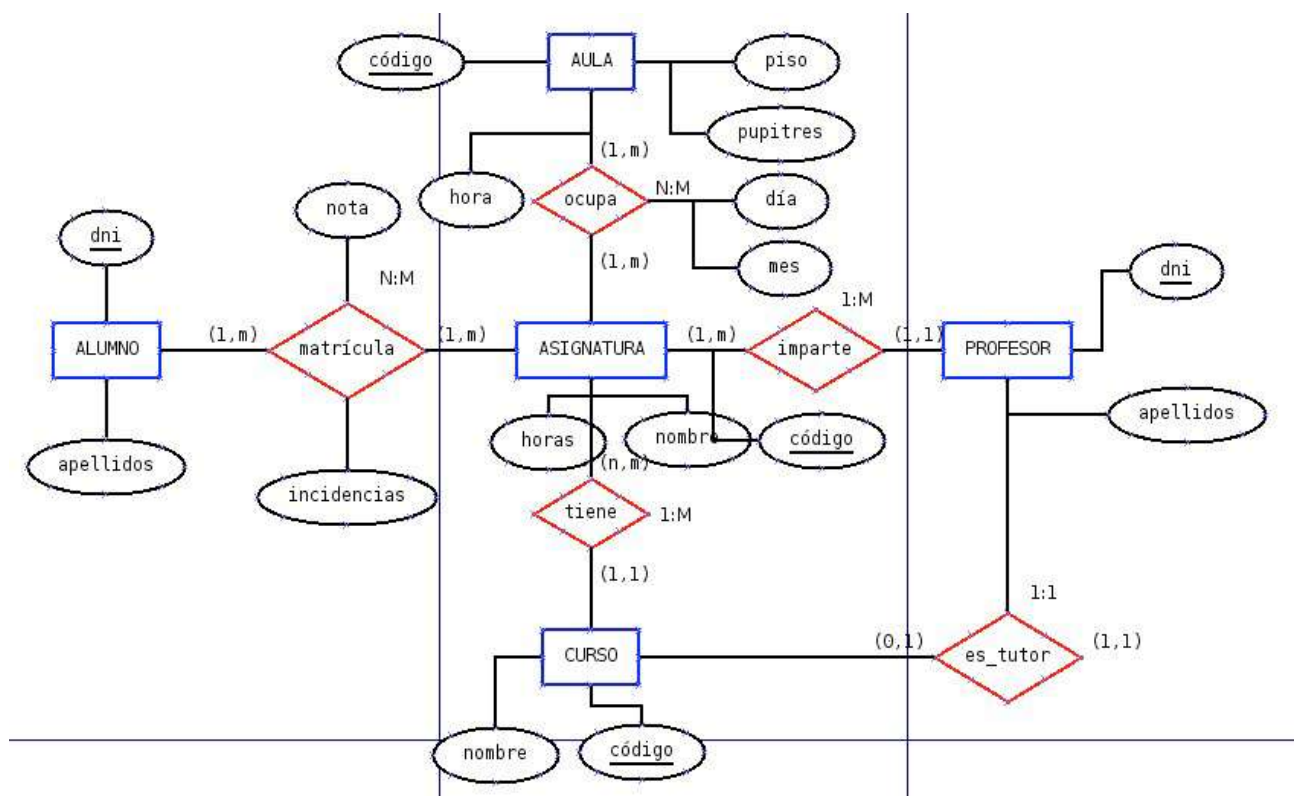 código
AULA
piso
pupitres
(1,m)
hora
ocupa
N:M
día
nota
dni
(1,m)
mes
dni
N:M
1:M
ALUMNO
(1,m)
matrícula
(1,m)
ASIGNATURA
(1,m)
imparte
(1,1)
PROFESOR
apellidos
horas
nombre
código
apellidos
(n,m)
incidencias
tiene
1:M
(1,1)
1:1
CURSO
(0,1)
es_tutor
(1,1)
nombre
código